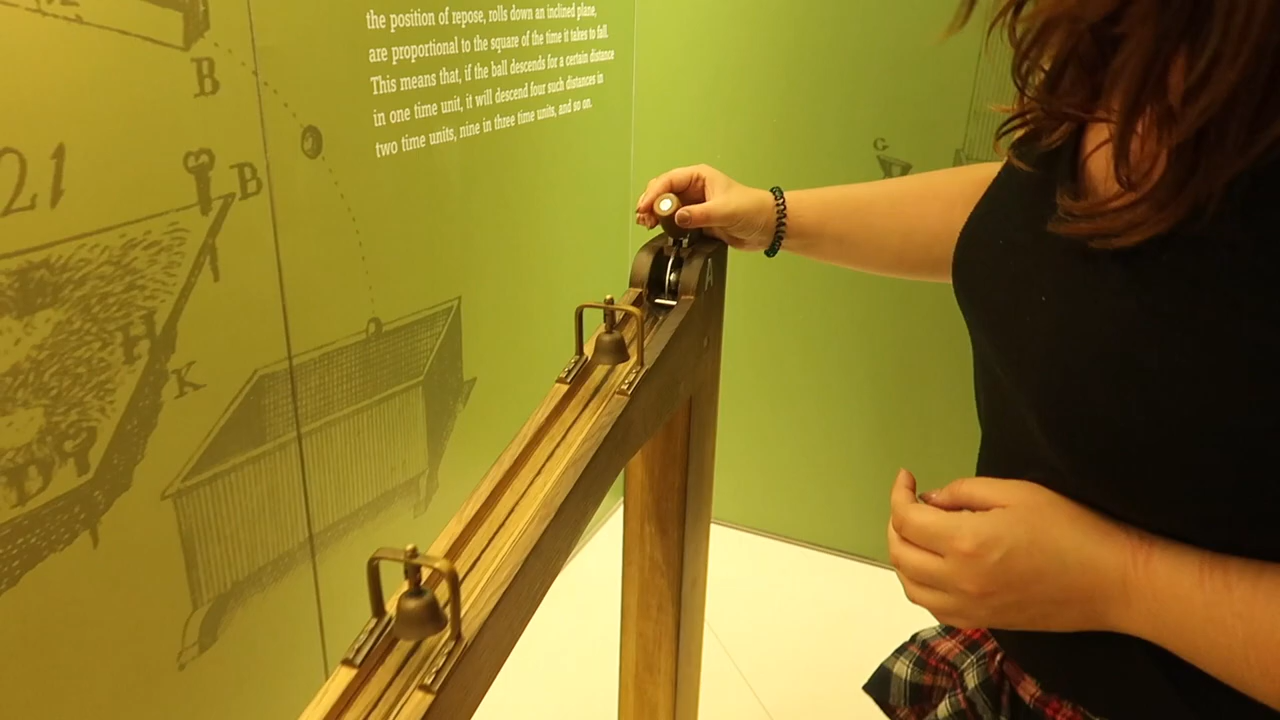 the position of repose, rolls down an inclined plane,
are proportional to the square of the time it takes to fall.
This means that, if the ball descends for a certain distance
in one time unit, it will descend four such distances in
two time units, nine in three time units, and so on.
B
21
B
G
A
H
K
D